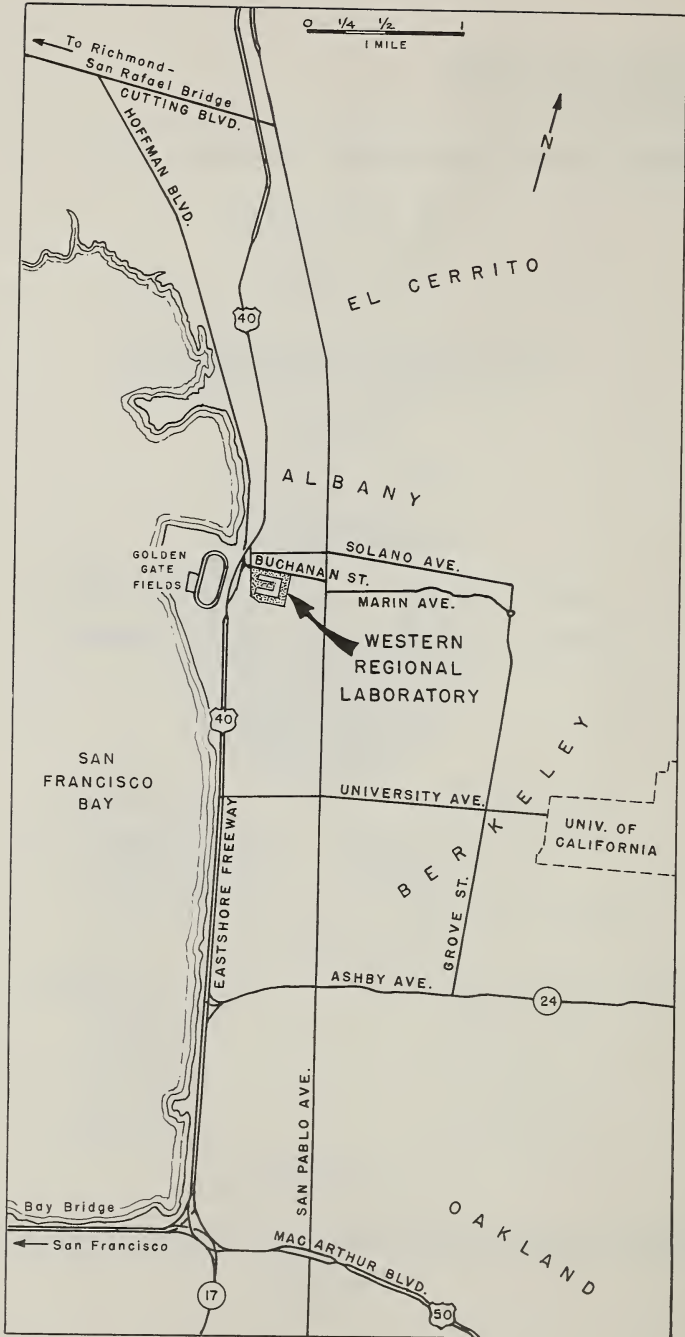 0 1/4 1/2 1
1 MILE
To Richmond-
San Rafael Bridge
CUTTING BLVD.
HOFFMAN BLVD.
N
EL CERRITO
40
ALBANY
GOLDEN
GATE
FIELDS
SOLANO AVE.
BUCHANAN ST.
MARIN AVE.
WESTERN
REGIONAL
LABORATORY
40
SAN
FRANCISCO
BAY
EASTSHORE FREEWAY
UNIVERSITY AVE.
BERKELEY
UNIV. OF
CALIFORNIA
GROVE ST.
ASHBY AVE.
24
SAN PABLO AVE.
Bay Bridge
San Francisco
MAC ARTHUR BLVD.
OAKLAND
17
50